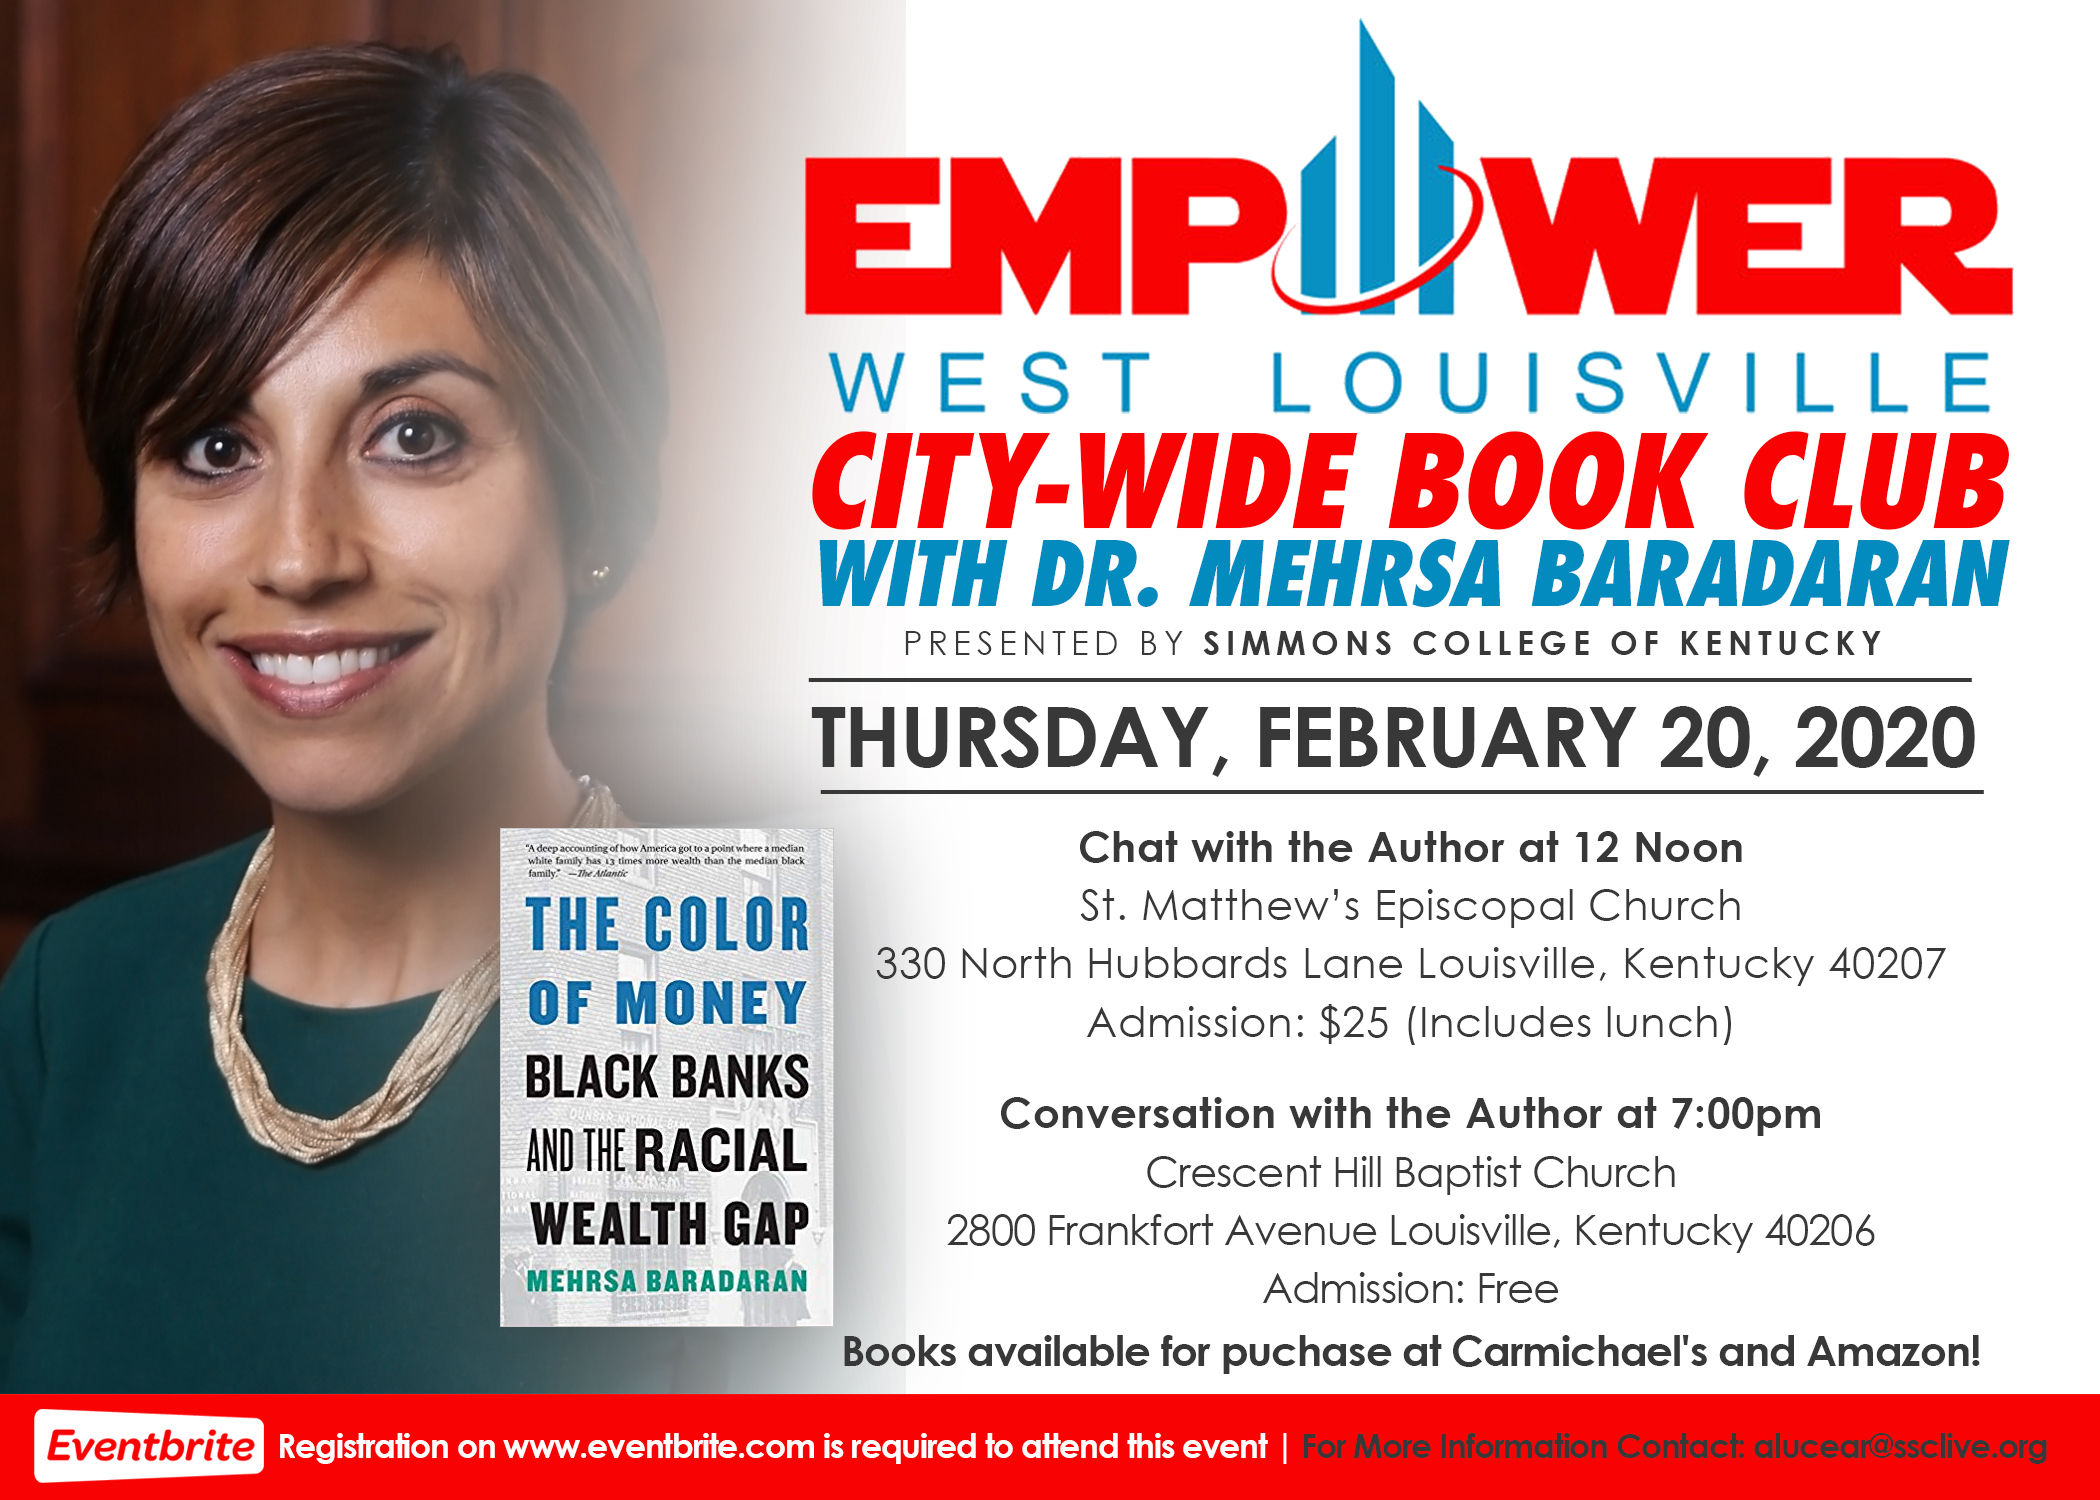 EMPOWER
WEST LOUISVILLE
CITY-WIDE BOOK CLUB
WITH DR. MEHRSA BARADARAN
PRESENTED BY SIMMONS COLLEGE OF KENTUCKY
THURSDAY, FEBRUARY 20, 2020
Chat with the Author at 12 Noon
St. Matthew’s Episcopal Church
330 North Hubbards Lane Louisville, Kentucky 40207
Admission: $25 (Includes lunch)
Conversation with the Author at 7:00pm
Crescent Hill Baptist Church
2800 Frankfort Avenue Louisville, Kentucky 40206
Admission: Free
Books available for puchase at Carmichael's and Amazon!
"A deep accounting of how America got to a point where a median
white family has 13 times more wealth than the median black
family." —The Atlantic
THE COLOR
OF MONEY
BLACK BANKS
AND THE RACIAL
WEALTH GAP
MEHRSA BARADARAN
Eventbrite Registration on www.eventbrite.com is required to attend this event | For More Information Contact: alucear@ssclive.org